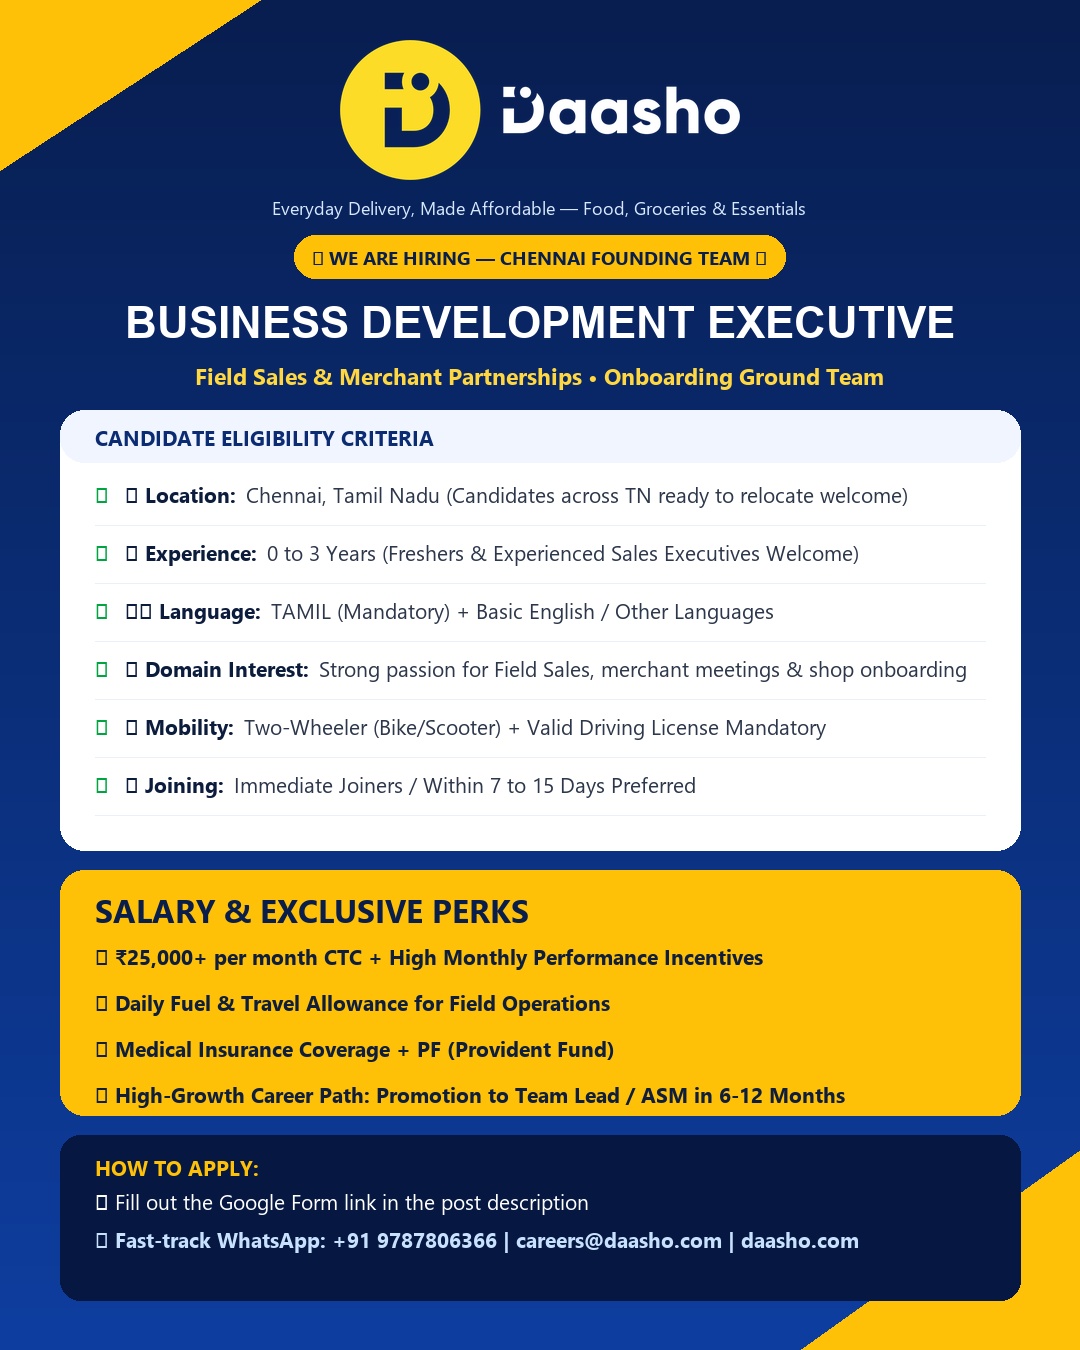 Daasho
Everyday Delivery, Made Affordable — Food, Groceries & Essentials
WE ARE HIRING — CHENNAI FOUNDING TEAM
BUSINESS DEVELOPMENT EXECUTIVE
Field Sales & Merchant Partnerships • Onboarding Ground Team
CANDIDATE ELIGIBILITY CRITERIA
Location: Chennai, Tamil Nadu (Candidates across TN ready to relocate welcome)
Experience: 0 to 3 Years (Freshers & Experienced Sales Executives Welcome)
Language: TAMIL (Mandatory) + Basic English / Other Languages
Domain Interest: Strong passion for Field Sales, merchant meetings & shop onboarding
Mobility: Two-Wheeler (Bike/Scooter) + Valid Driving License Mandatory
Joining: Immediate Joiners / Within 7 to 15 Days Preferred
SALARY & EXCLUSIVE PERKS
₹25,000+ per month CTC + High Monthly Performance Incentives
Daily Fuel & Travel Allowance for Field Operations
Medical Insurance Coverage + PF (Provident Fund)
High-Growth Career Path: Promotion to Team Lead / ASM in 6-12 Months
HOW TO APPLY:
Fill out the Google Form link in the post description
Fast-track WhatsApp: +91 9787806366 | careers@daasho.com | daasho.com